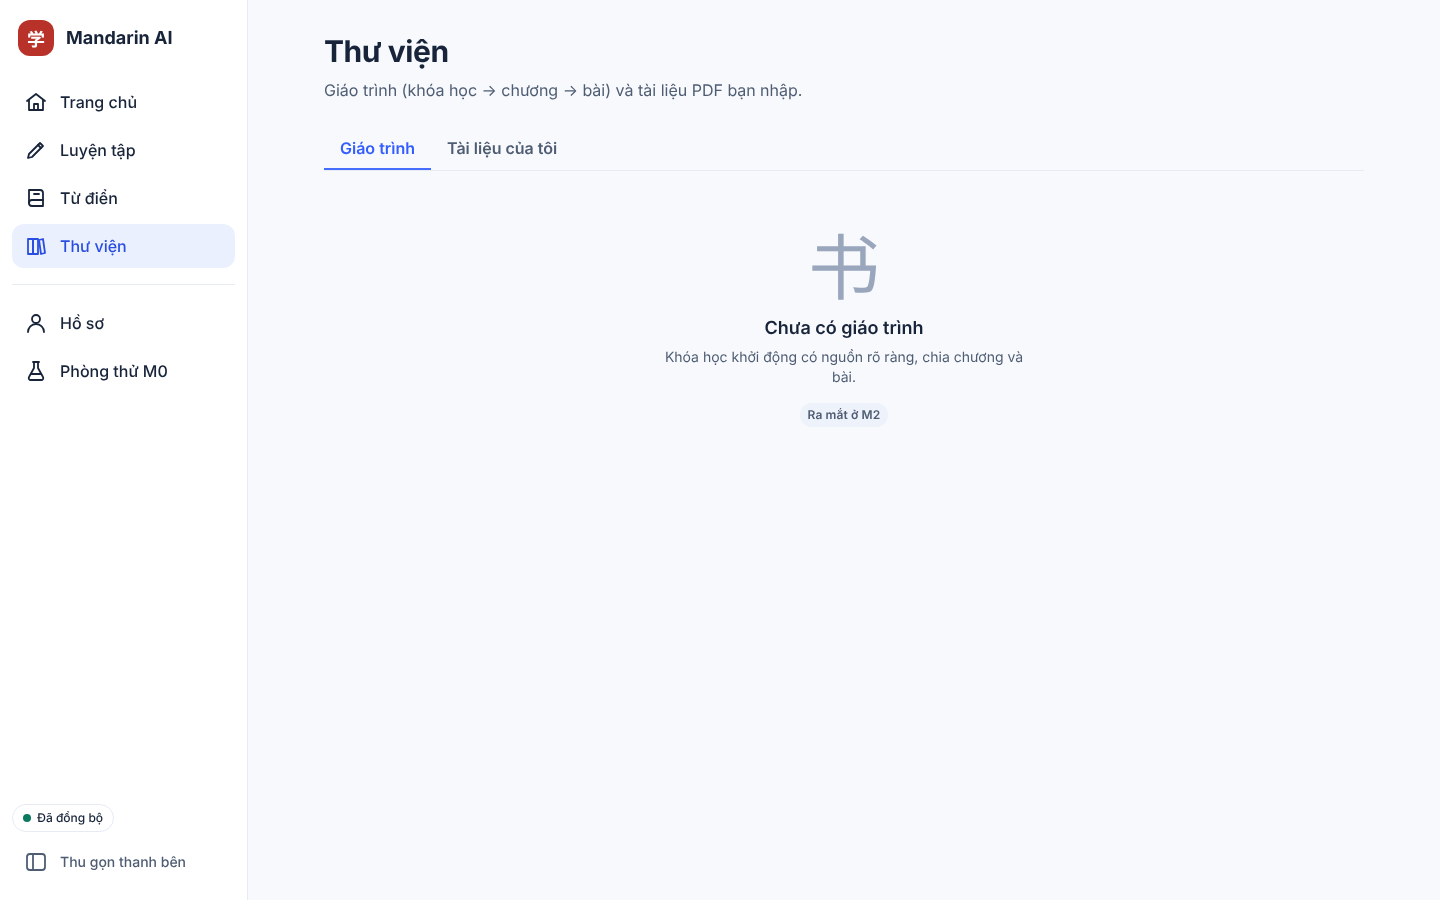 学 Mandarin AI
Trang chủ
Luyện tập
Từ điển
Thư viện
Hồ sơ
Phòng thử M0
Đã đồng bộ
Thu gọn thanh bên
Thư viện
Giáo trình (khóa học → chương → bài) và tài liệu PDF bạn nhập.
Giáo trình Tài liệu của tôi
书
Chưa có giáo trình
Khóa học khởi động có nguồn rõ ràng, chia chương và
bài.
Ra mắt ở M2